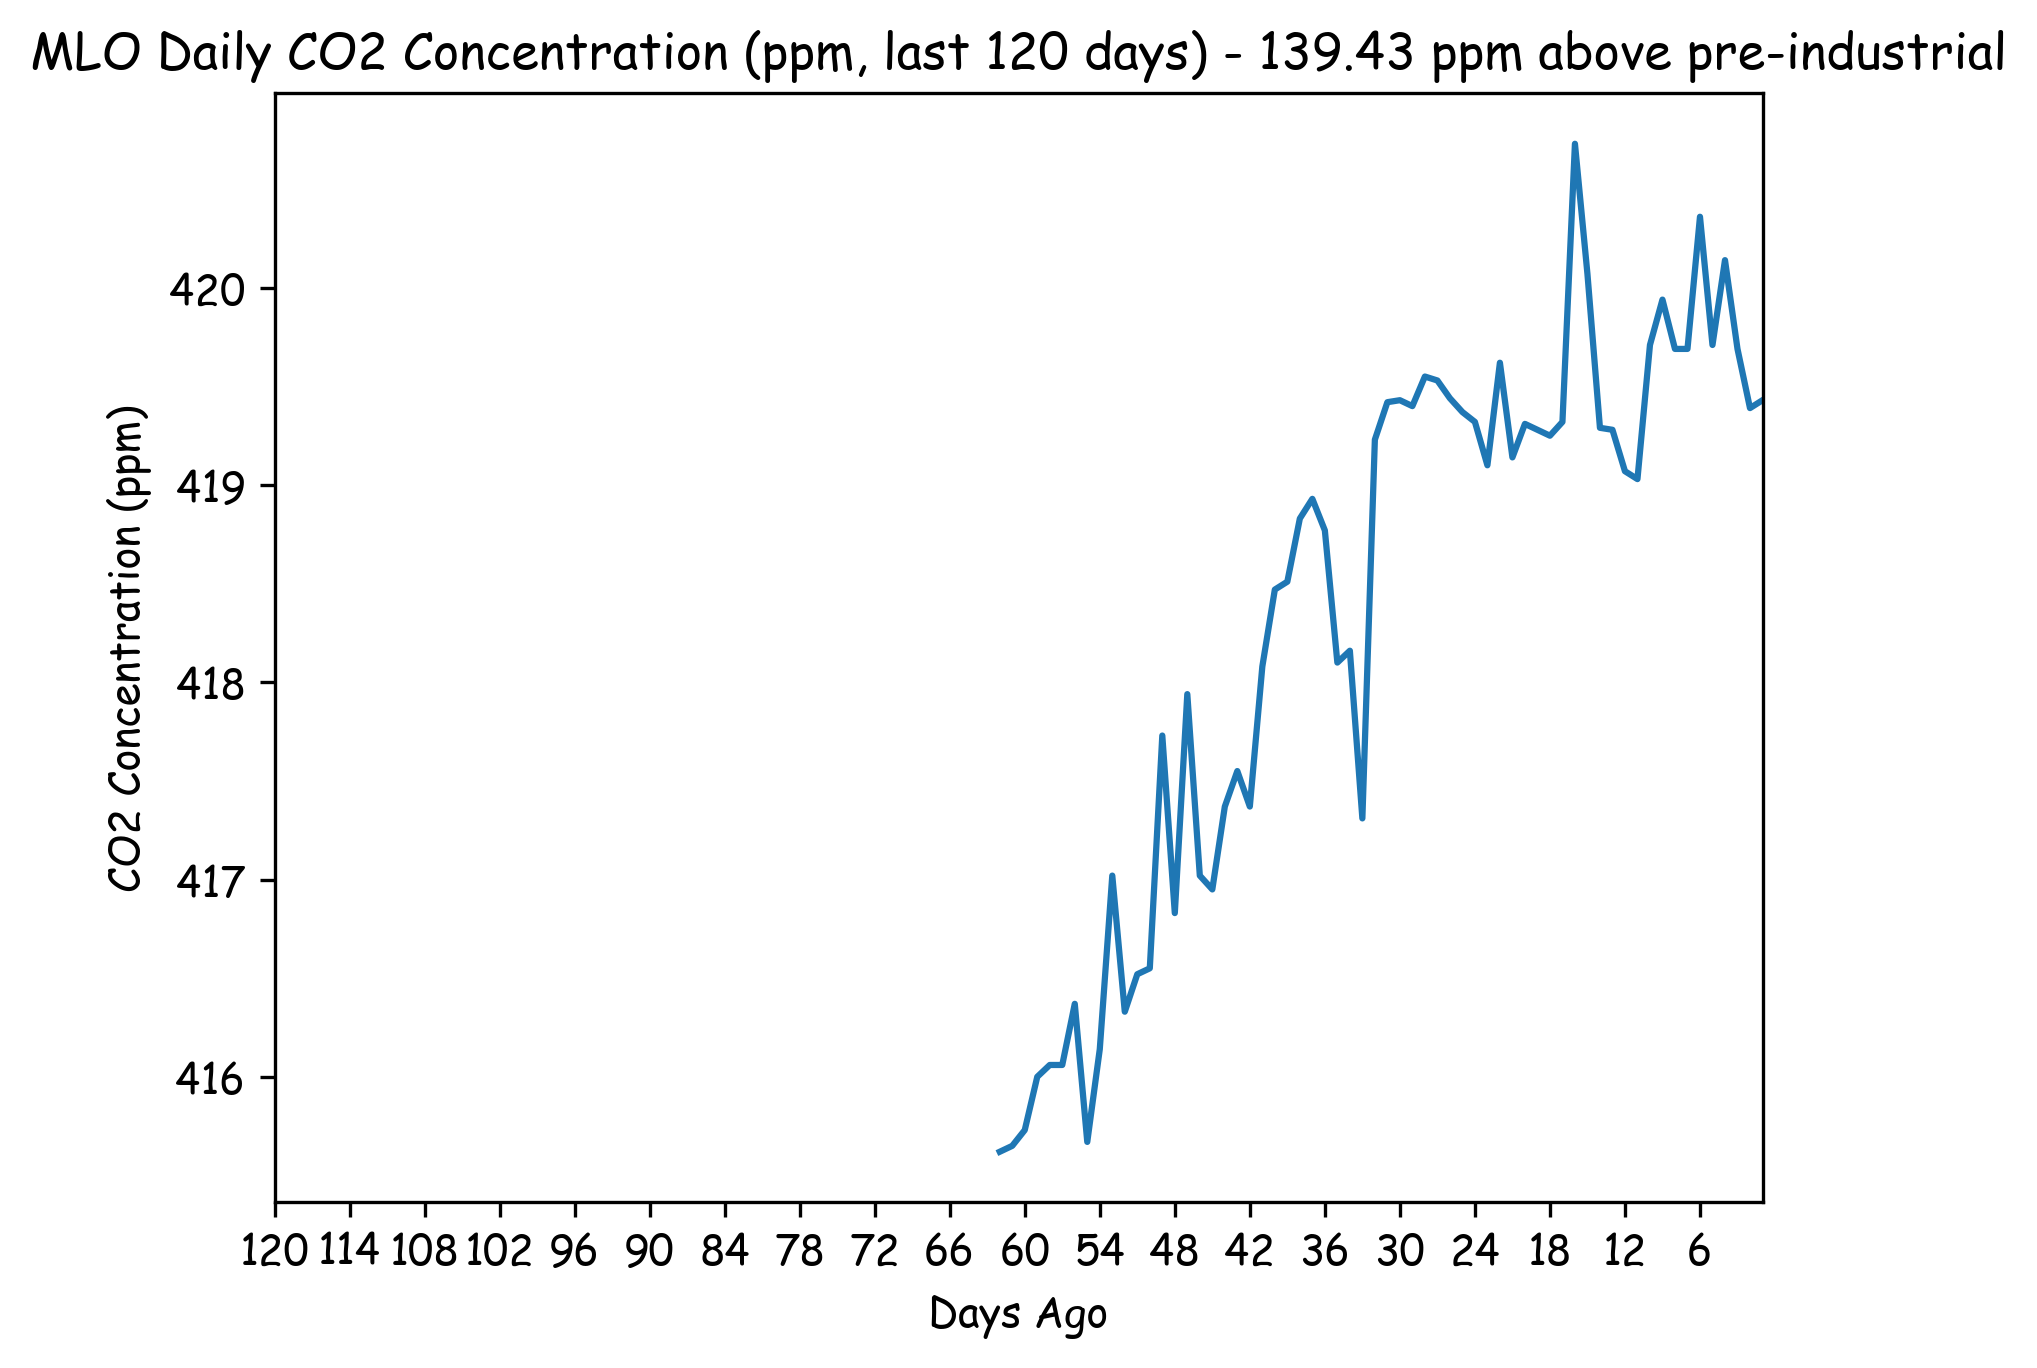 MLO Daily CO2 Concentration (ppm, last 120 days) - 139.43 ppm above pre-industrial
CO2 Concentration (ppm)
420
419
418
417
416
120 114 108 102 96 90 84 78 72 66 60 54 48 42 36 30 24 18 12 6
Days Ago